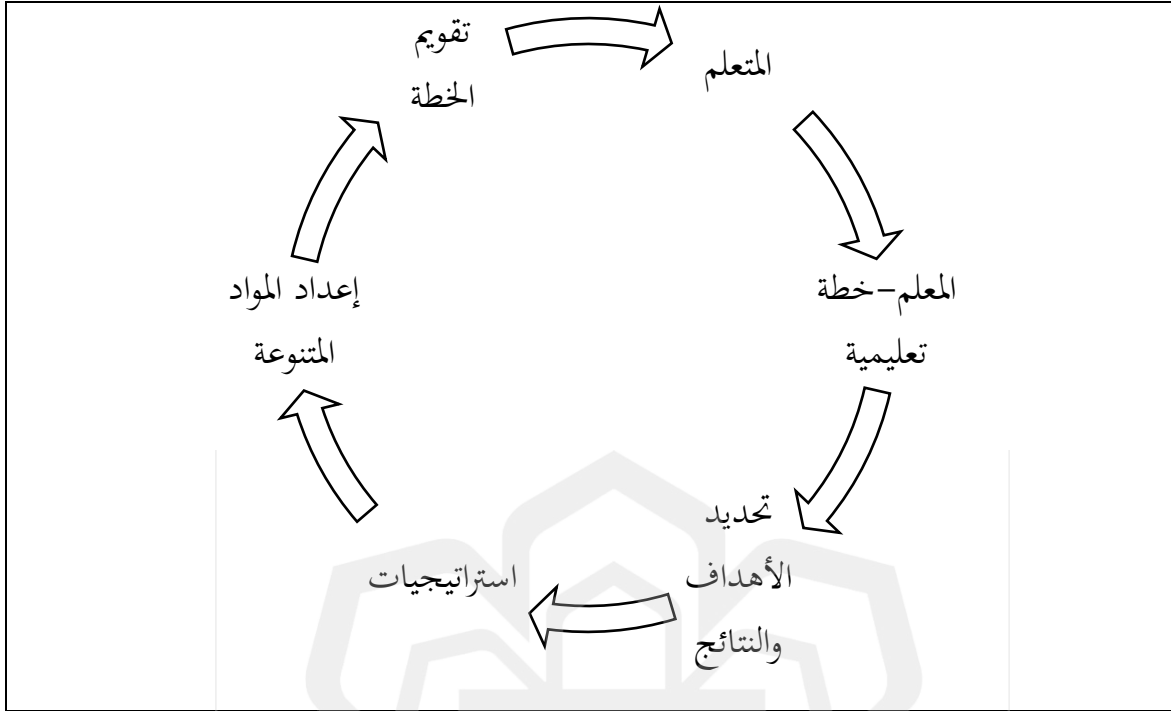 المتعلم
المعلم–خطة
تعليمية
تحديد
الأهداف
والنتائج
استراتيجيات
إعداد المواد
المتنوعة
تقويم
الخطة